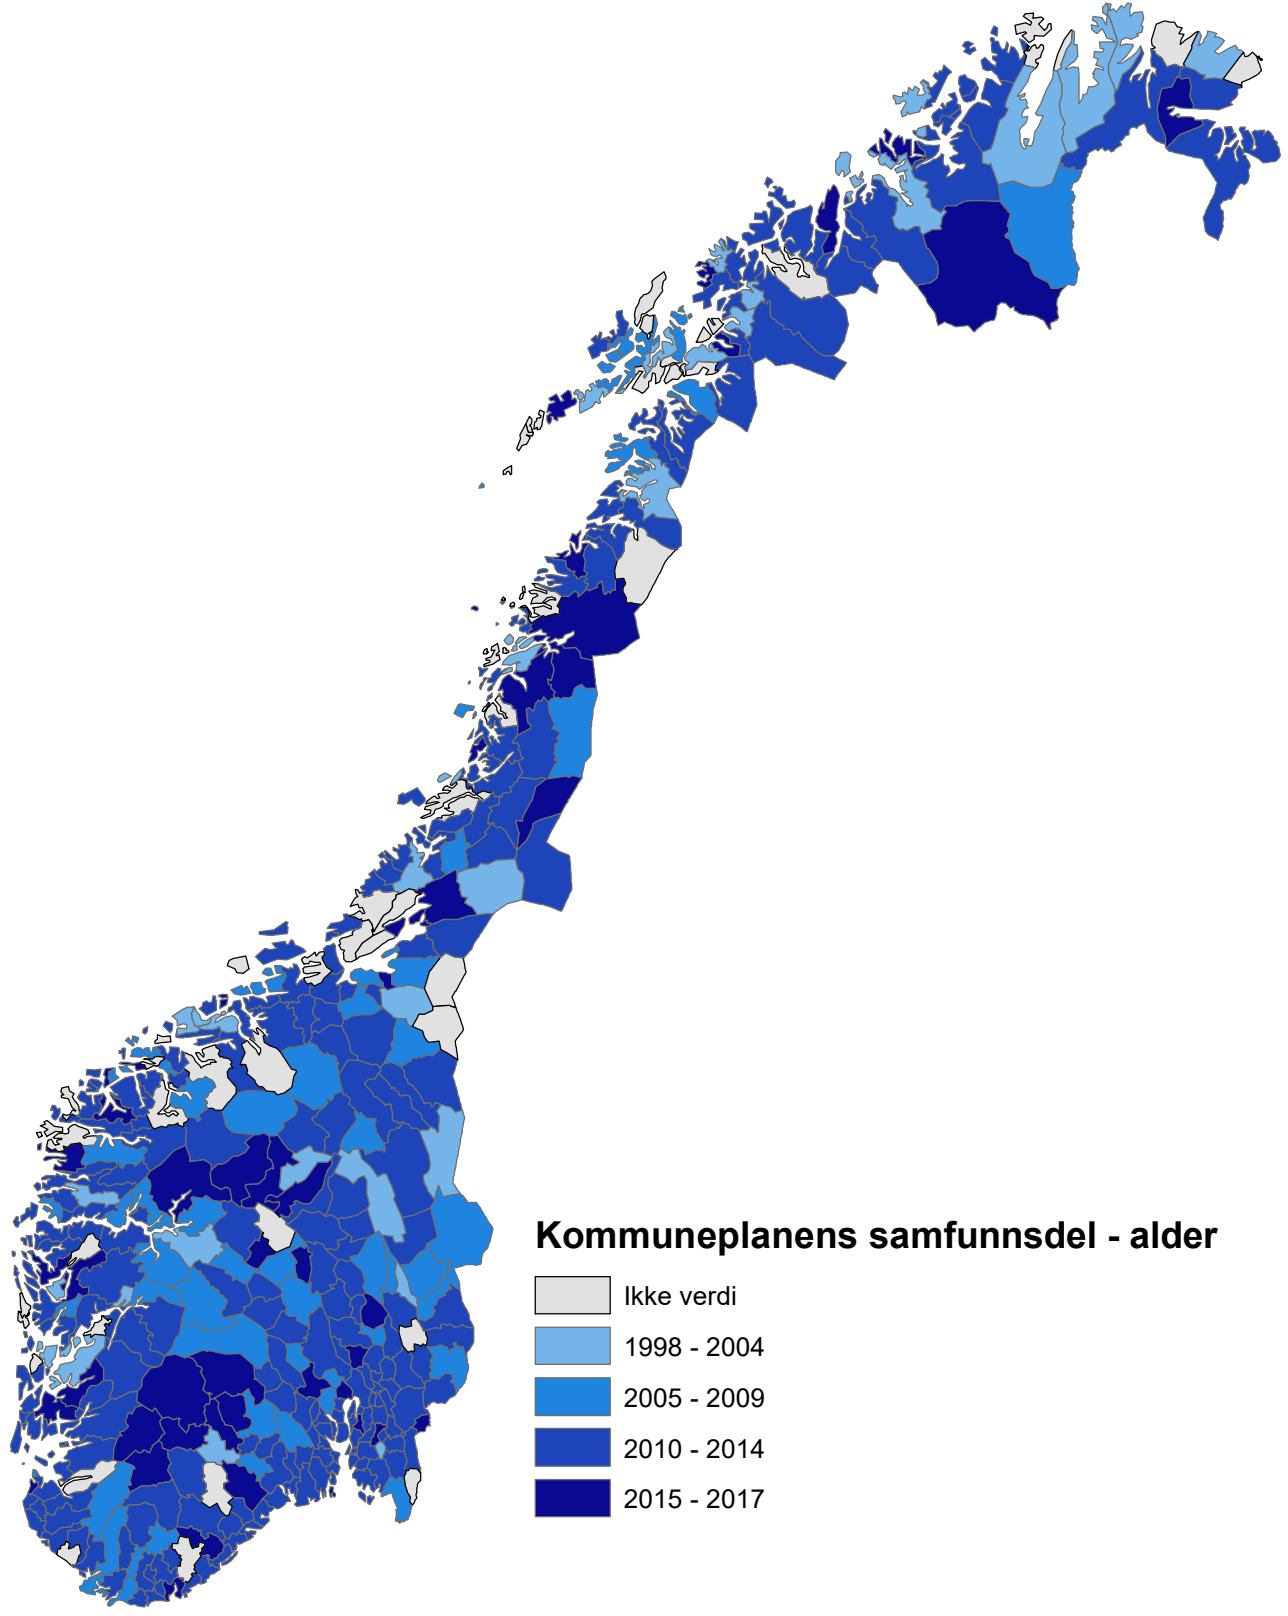 Kommuneplanens samfunnsdel - alder
Ikke verdi
1998 - 2004
2005 - 2009
2010 - 2014
2015 - 2017